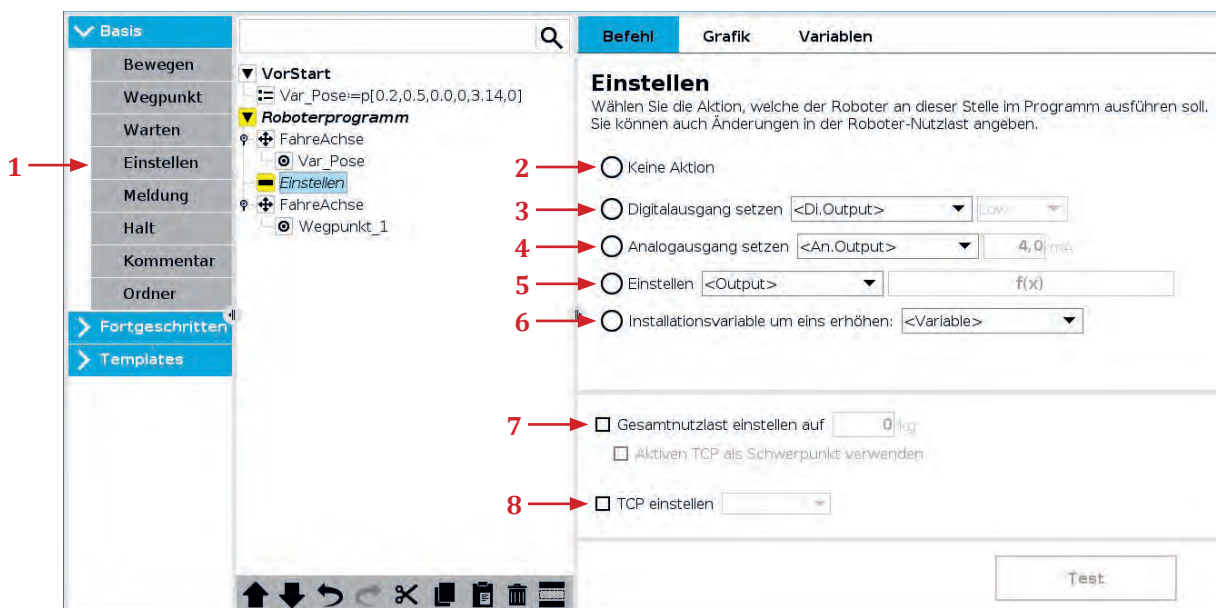 Basis
Bewegen
Wegpunkt
Warten
1 Einstellen
Meldung
Halt
Kommentar
Ordner
Fortgeschritten
Templates
VorStart
Var_Pose:=p[0.2,0.5,0.0,0,3.14,0]
Roboterprogramm
FahreAchse
Var_Pose
Einstellen
FahreAchse
Wegpunkt_1
Befehl Grafik Variablen
Einstellen
Wählen Sie die Aktion, welche der Roboter an dieser Stelle im Programm ausführen soll.
Sie können auch Änderungen in der Roboter-Nutzlast angeben.
2 Keine Aktion
3 Digitalausgang setzen <Di.Output> Low
4 Analogausgang setzen <An.Output> 4,0 mA
5 Einstellen <Output> f(x)
6 Installationsvariable um eins erhöhen: <Variable>
7 Gesamtnutzlast einstellen auf 0 kg
Aktiven TCP als Schwerpunkt verwenden
8 TCP einstellen
Test